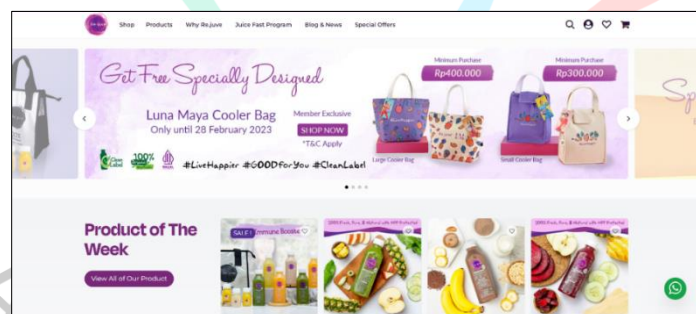 Shop Products Why Re.juve Juice Fast Program Blog & News Special Offers
Get Free Specially Designed
Luna Maya Cooler Bag
Only until 28 February 2023
Member Exclusive
SHOP NOW
*T&C Apply
#LiveHappier #GOODForYou #CleanLabel
Minimum Purchase
Rp400.000
Large Cooler Bag
Minimum Purchase
Rp300.000
Small Cooler Bag
Sp
Product of The
Week
View All of Our Product
SALE!
Immune Booste